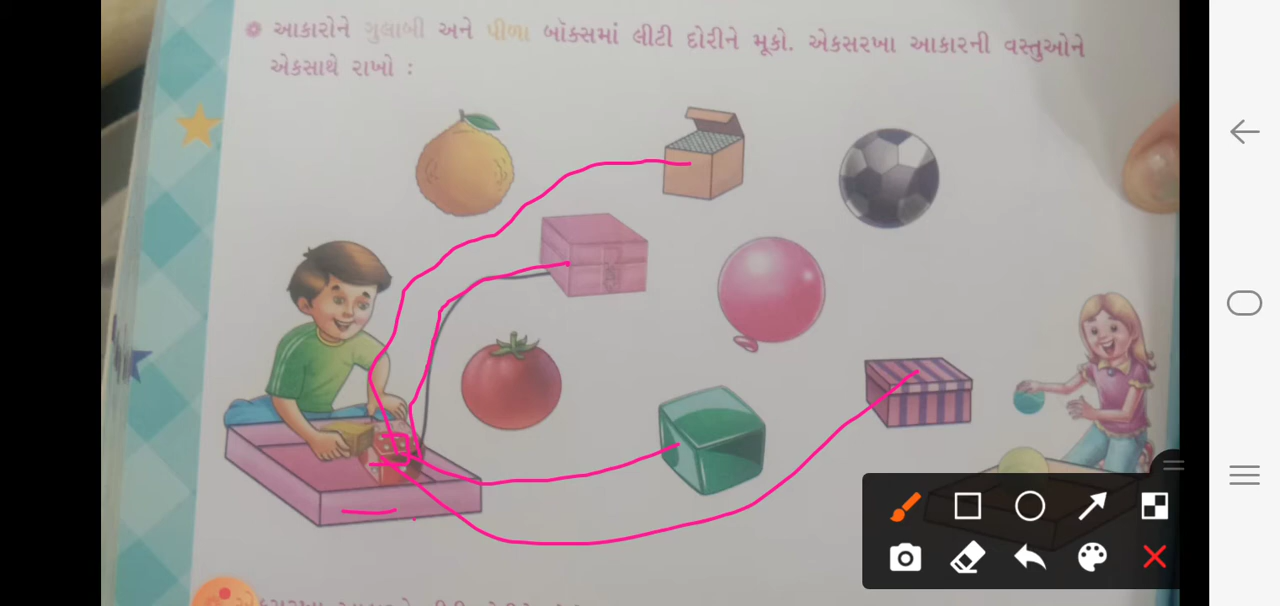 આકારોને ગુલાબી અને પીળા બૉક્સમાં લીટી દોરીને મૂકો. એકસરખા આકારની વસ્તુઓને
એકસાથે રાખો :